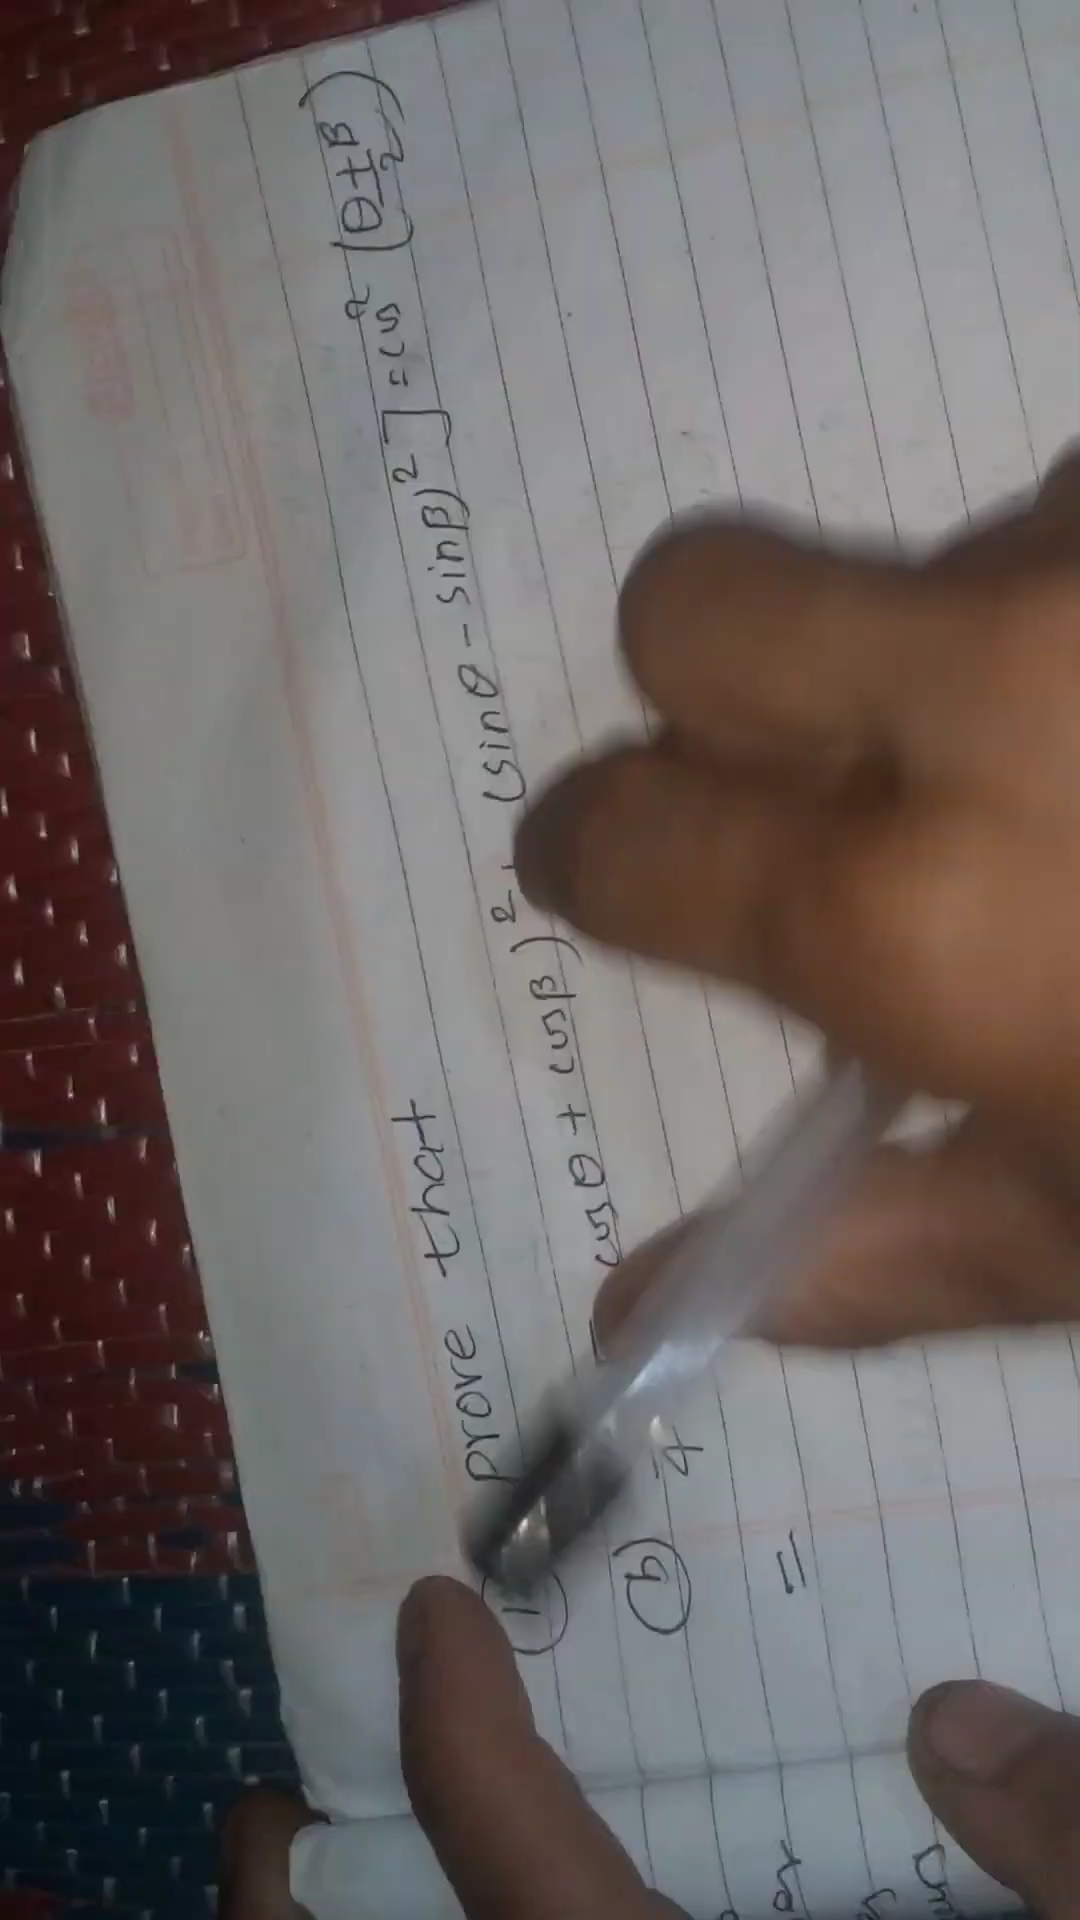 ① prove that
ⓑ 1/4 [cosθ + cosβ)² + (sinθ - sinβ)²] = cos² (θ+β/2)
=